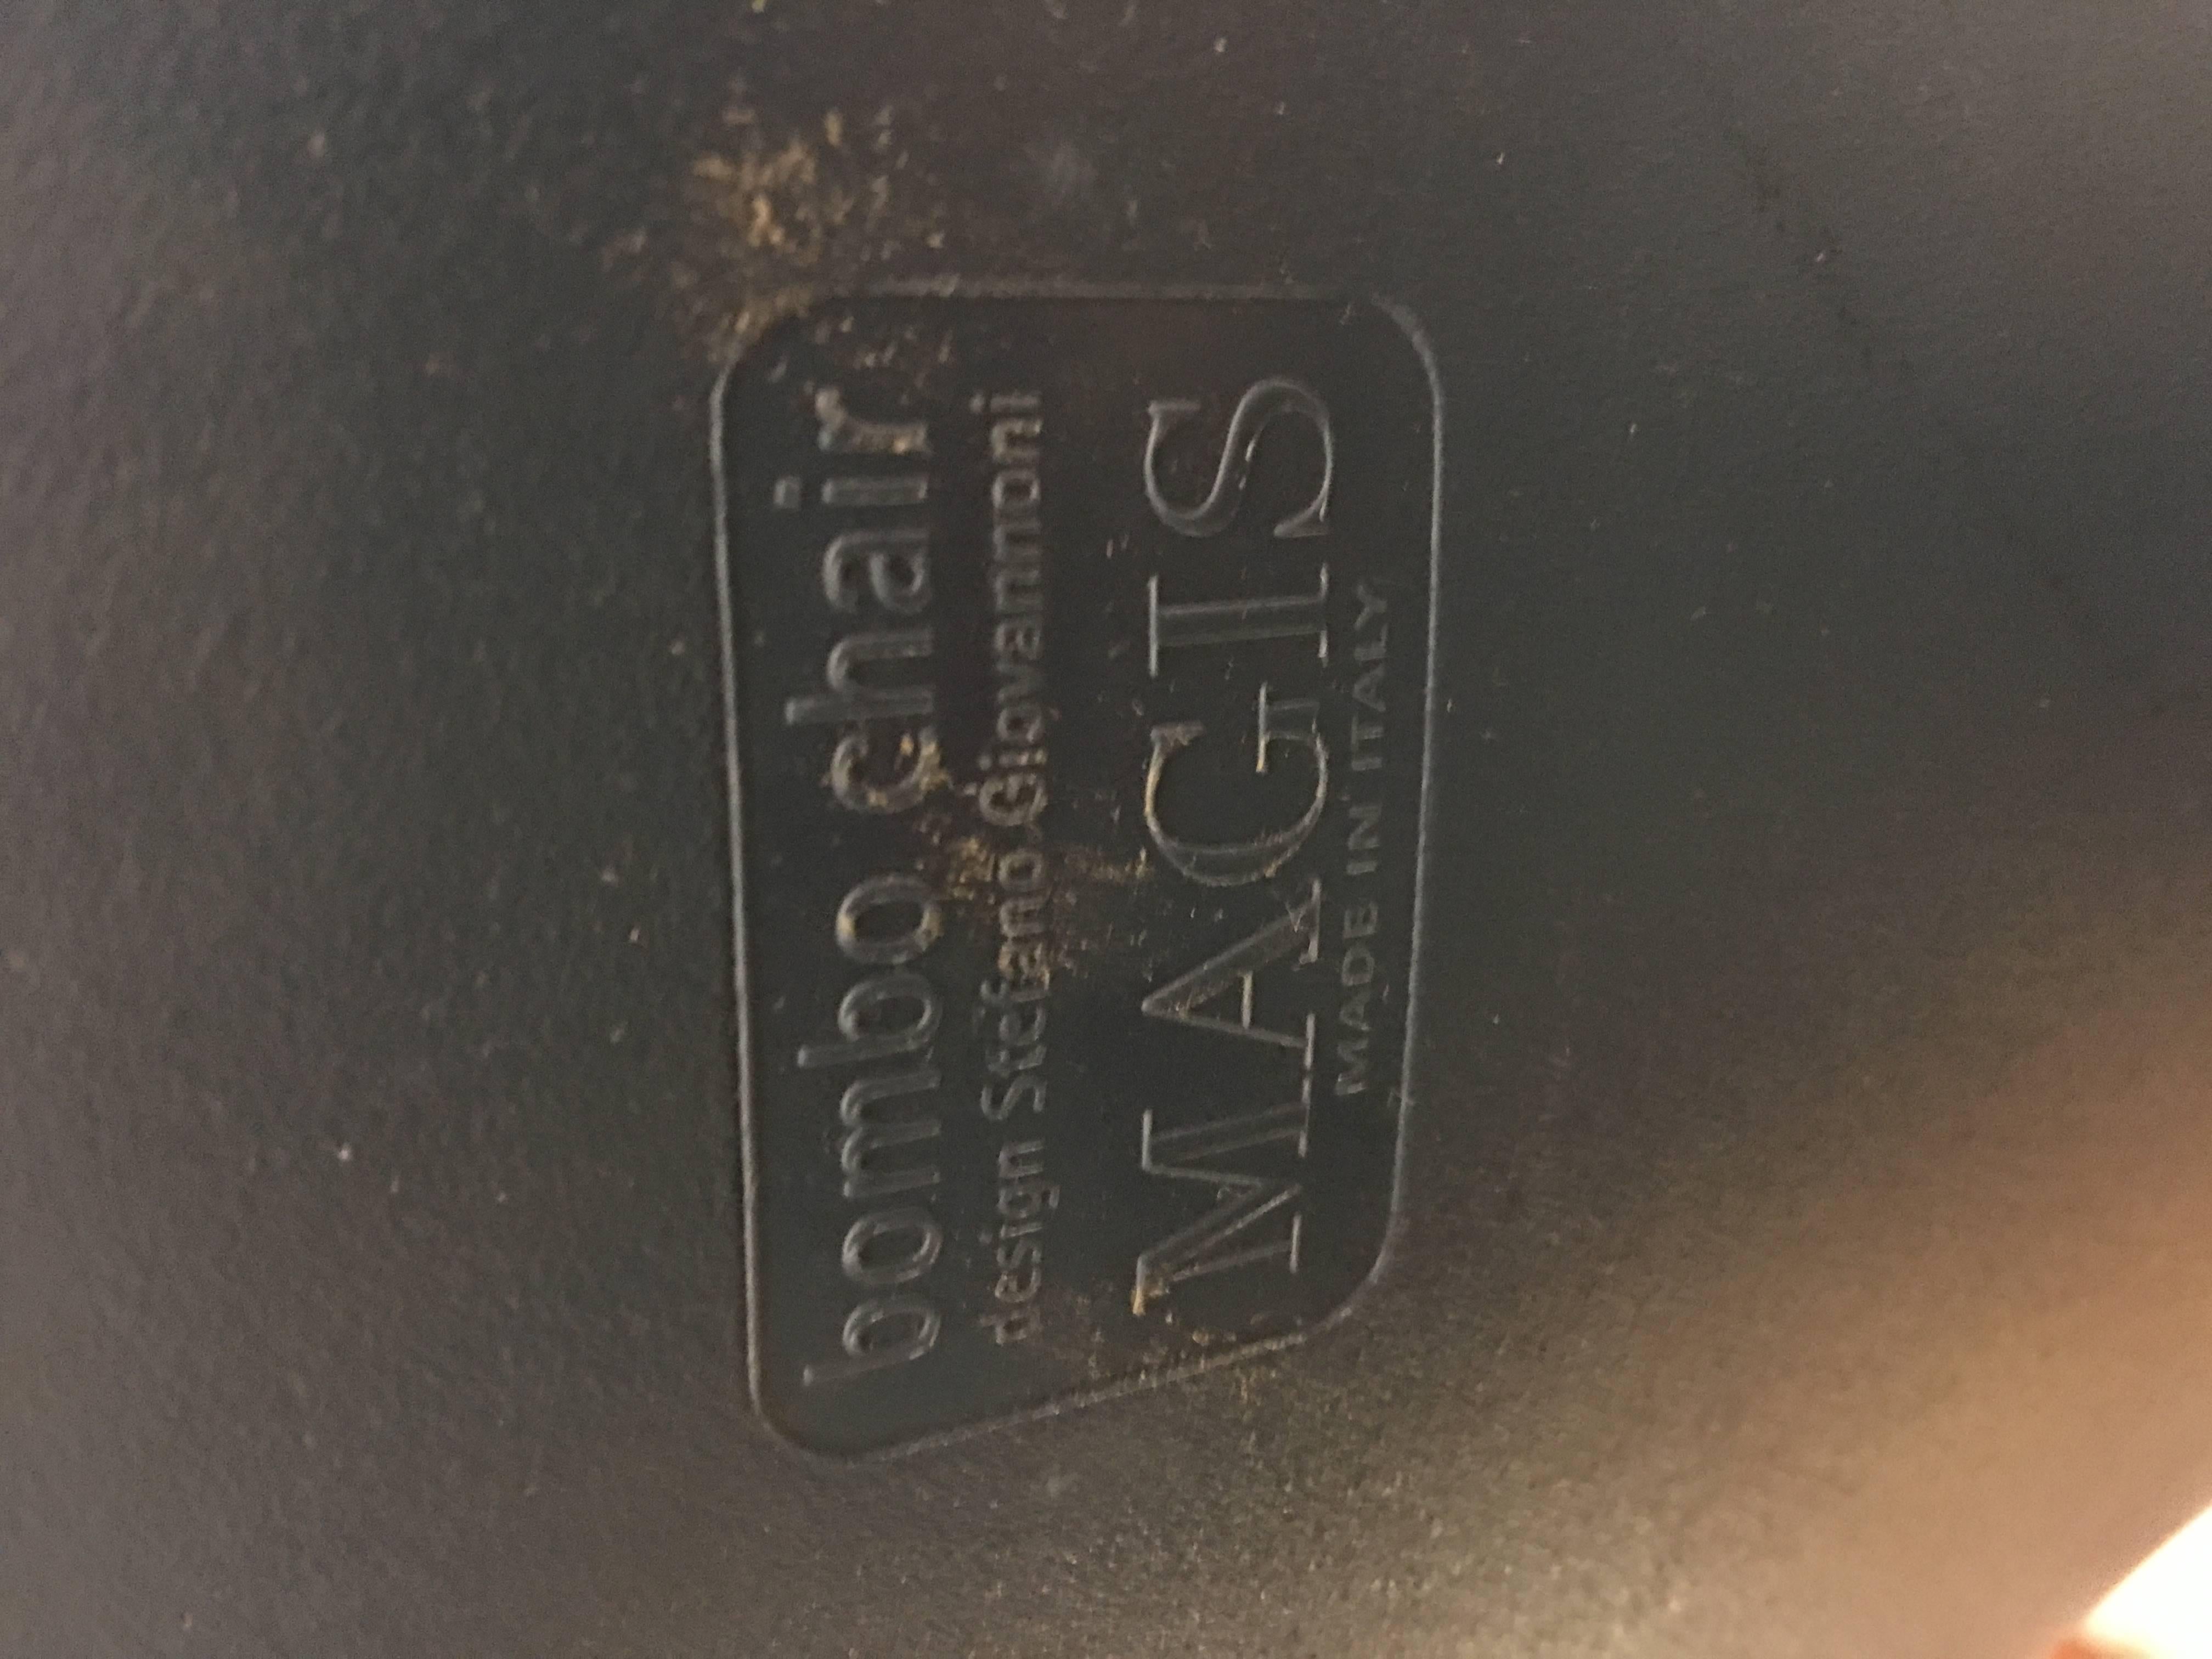 bombo chair
design Stefano Giovannoni
MAGIS
MADE IN ITALY